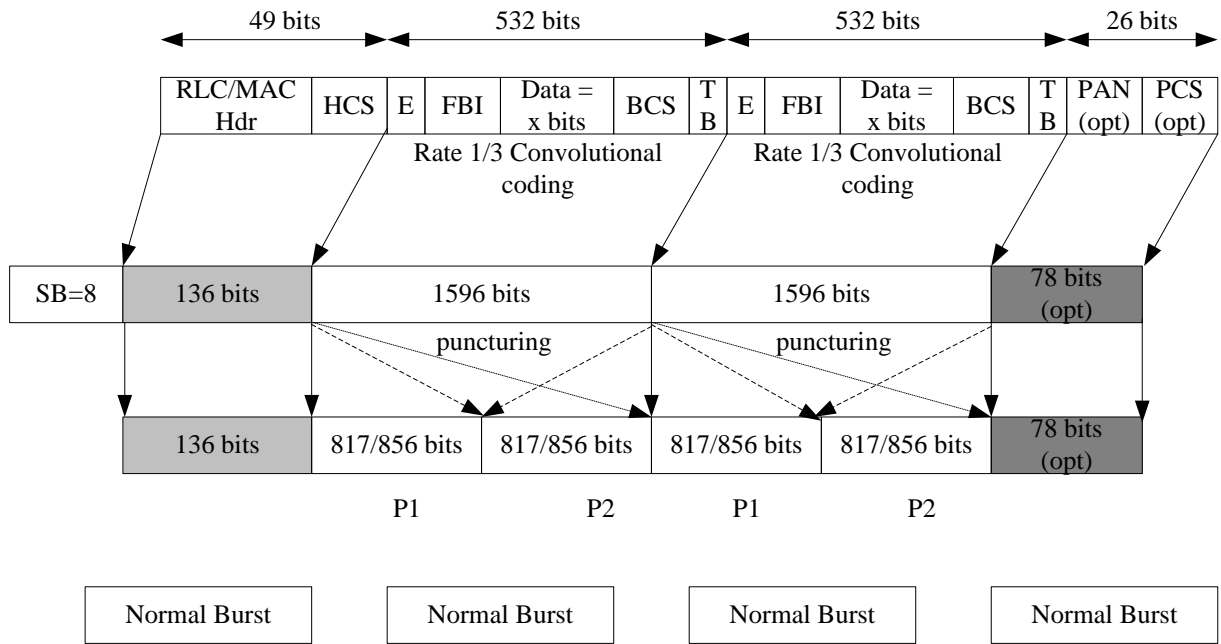 49 bits
532 bits
532 bits
26 bits
RLC/MAC
Hdr
HCS
E
FBI
Data =
x bits
BCS
T
B
E
FBI
Data =
x bits
BCS
T
B
PAN
(opt)
PCS
(opt)
Rate 1/3 Convolutional
coding
Rate 1/3 Convolutional
coding
SB=8
136 bits
1596 bits
1596 bits
78 bits
(opt)
puncturing
puncturing
136 bits
817/856 bits
817/856 bits
817/856 bits
817/856 bits
78 bits
(opt)
P1
P2
P1
P2
Normal Burst
Normal Burst
Normal Burst
Normal Burst